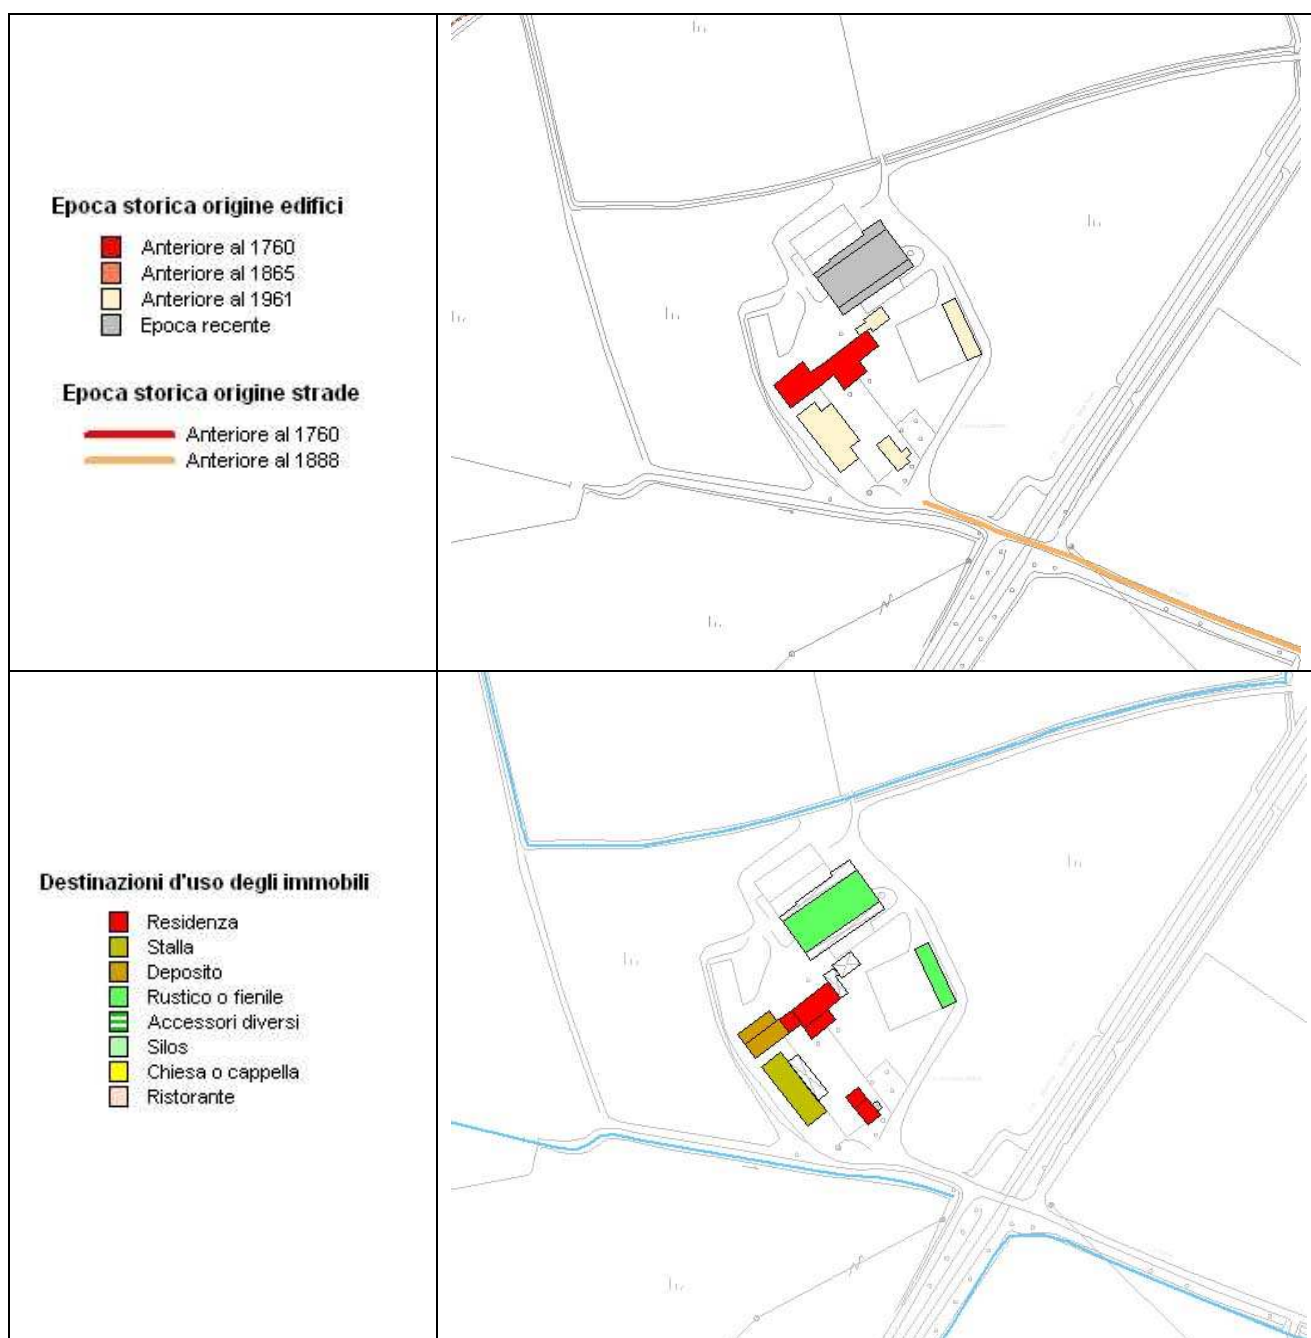 Epoca storica origine edifici
Anteriore al 1760
Anteriore al 1865
Anteriore al 1961
Epoca recente
Epoca storica origine strade
Anteriore al 1760
Anteriore al 1888
Destinazioni d'uso degli immobili
Residenza
Stalla
Deposito
Rustico o fienile
Accessori diversi
Silos
Chiesa o cappella
Ristorante